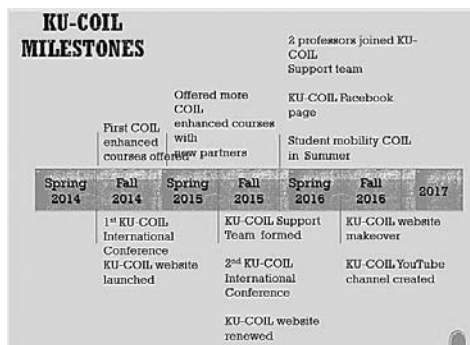 KU-COIL
MILESTONES
2 professors joined KU-
COIL
Support team
KU-COIL Facebook
page
Student mobility COIL
in Summer
Offered more
COIL
enhanced courses
with
new partners
First COIL
enhanced
courses offered
Spring
2014
Fall
2014
Spring
2015
Fall
2015
Spring
2016
Fall
2016
2017
1st KU-COIL
International
Conference
KU-COIL website
launched
KU-COIL Support
Team formed
2nd KU-COIL
International
Conference
KU-COIL website
renewed
KU-COIL website
makeover
KU-COIL YouTube
channel created